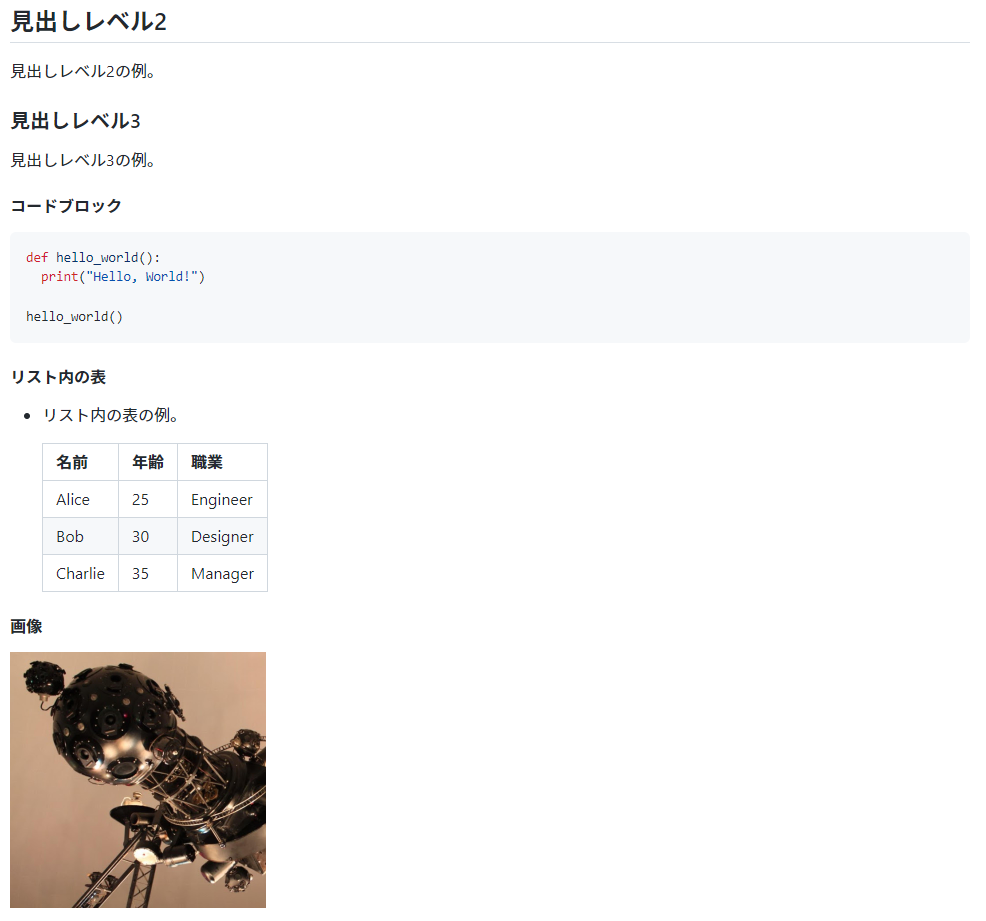 見出しレベル2
見出しレベル2の例。
見出しレベル3
見出しレベル3の例。
コードブロック
def hello_world():
  print("Hello, World!")
hello_world()
リスト内の表
• リスト内の表の例。
名前 年齢 職業
Alice 25 Engineer
Bob 30 Designer
Charlie 35 Manager
画像